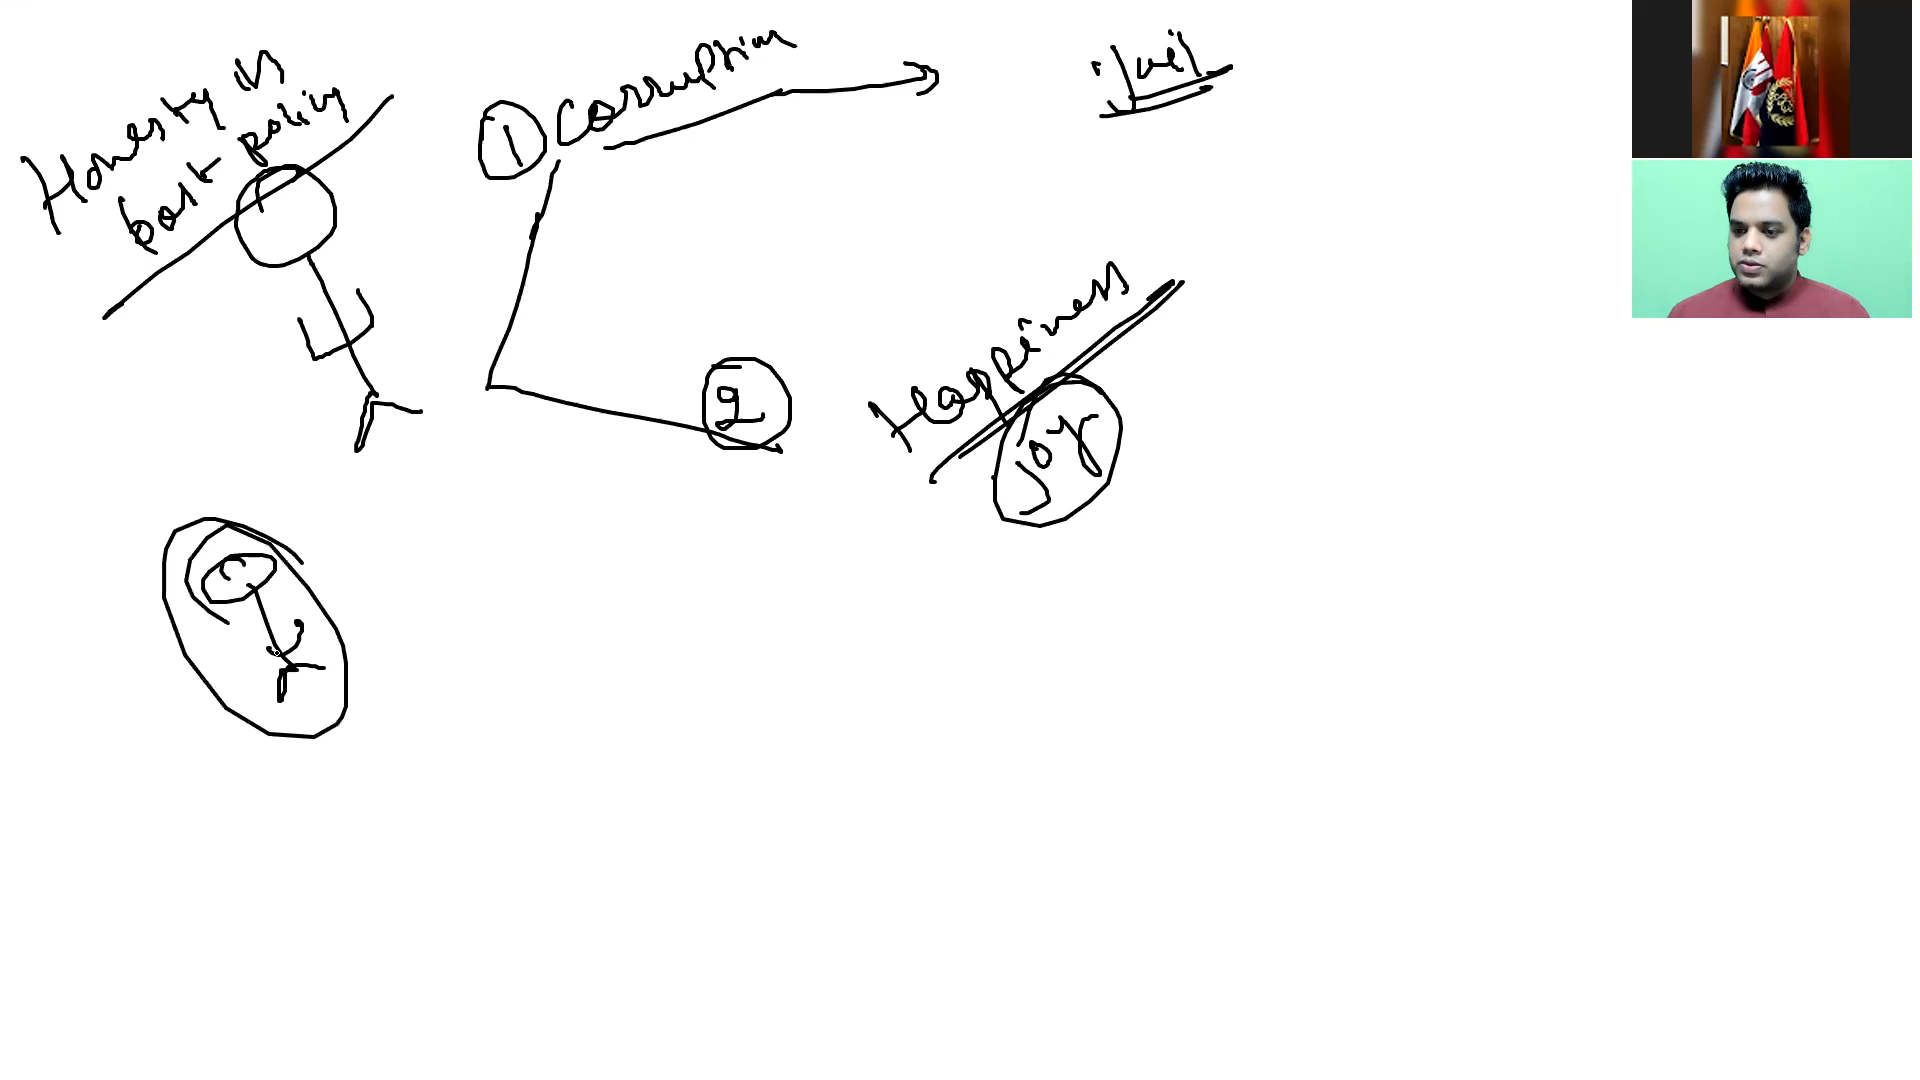 Honesty is
best policy
1 Corruption
jail
2
Happiness
Joy